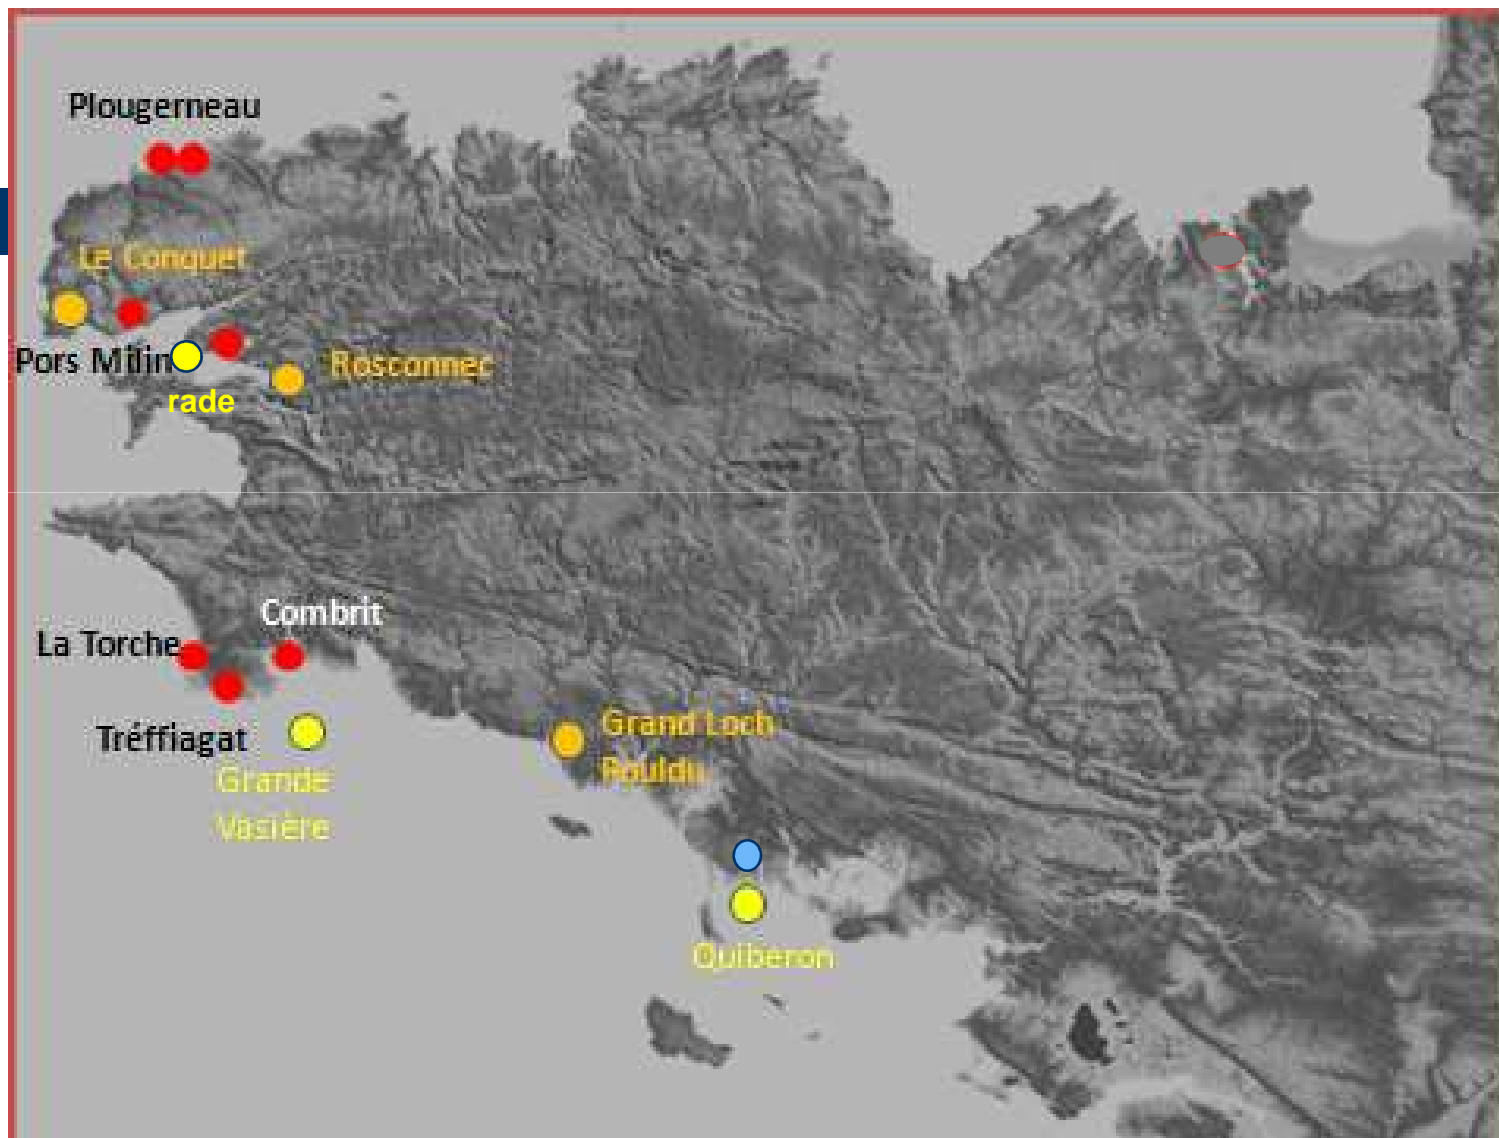 Plougerneau
Le Conquet
Pors Milin
Rosconnec
rade
Combrit
La Torche
Tréffiagat
Grande
Vasière
Grand Loch
Pouldu
Quiberon